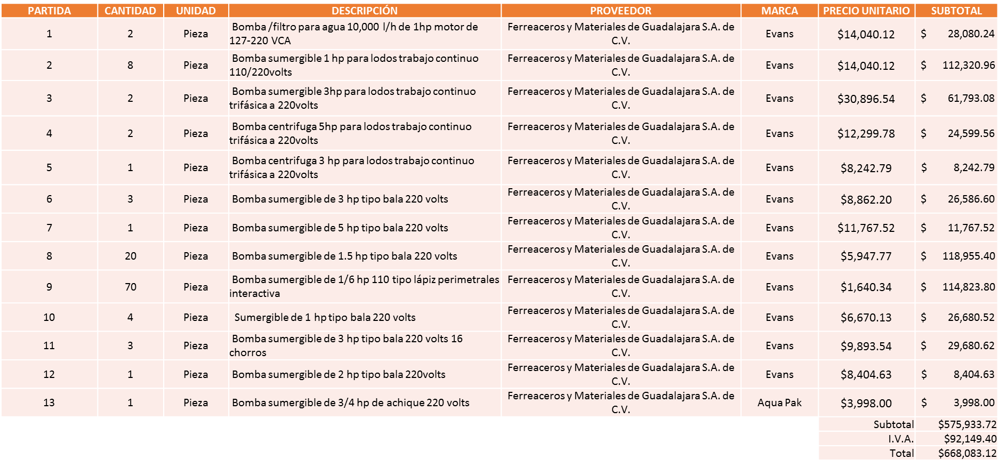 PARTIDA CANTIDAD UNIDAD DESCRIPCIÓN PROVEEDOR MARCA PRECIO UNITARIO SUBTOTAL
1 2 Pieza Bomba /filtro para agua 10,000 l/h de 1hp motor de 127-220 VCA Ferreaceros y Materiales de Guadalajara S.A. de C.V. Evans $14,040.12 $ 28,080.24
2 8 Pieza Bomba sumergible 1 hp para lodos trabajo continuo 110/220volts Ferreaceros y Materiales de Guadalajara S.A. de C.V. Evans $14,040.12 $ 112,320.96
3 2 Pieza Bomba sumergible 3hp para lodos trabajo continuo trifásica a 220volts Ferreaceros y Materiales de Guadalajara S.A. de C.V. Evans $30,896.54 $ 61,793.08
4 2 Pieza Bomba centrifuga 5hp para lodos trabajo continuo trifásica a 220volts Ferreaceros y Materiales de Guadalajara S.A. de C.V. Evans $12,299.78 $ 24,599.56
5 1 Pieza Bomba centrifuga 3 hp para lodos trabajo continuo trifásica a 220volts Ferreaceros y Materiales de Guadalajara S.A. de C.V. Evans $8,242.79 $ 8,242.79
6 3 Pieza Bomba sumergible de 3 hp tipo bala 220 volts Ferreaceros y Materiales de Guadalajara S.A. de C.V. Evans $8,862.20 $ 26,586.60
7 1 Pieza Bomba sumergible de 5 hp tipo bala 220 volts Ferreaceros y Materiales de Guadalajara S.A. de C.V. Evans $11,767.52 $ 11,767.52
8 20 Pieza Bomba sumergible de 1.5 hp tipo bala 220 volts Ferreaceros y Materiales de Guadalajara S.A. de C.V. Evans $5,947.77 $ 118,955.40
9 70 Pieza Bomba sumergible de 1/6 hp 110 tipo lápiz perimetrales interactiva Ferreaceros y Materiales de Guadalajara S.A. de C.V. Evans $1,640.34 $ 114,823.80
10 4 Pieza Sumergible de 1 hp tipo bala 220 volts Ferreaceros y Materiales de Guadalajara S.A. de C.V. Evans $6,670.13 $ 26,680.52
11 3 Pieza Bomba sumergible de 3 hp tipo bala 220 volts 16 chorros Ferreaceros y Materiales de Guadalajara S.A. de C.V. Evans $9,893.54 $ 29,680.62
12 1 Pieza Bomba sumergible de 2 hp tipo bala 220volts Ferreaceros y Materiales de Guadalajara S.A. de C.V. Evans $8,404.63 $ 8,404.63
13 1 Pieza Bomba sumergible de 3/4 hp de achique 220 volts Ferreaceros y Materiales de Guadalajara S.A. de C.V. Aqua Pak $3,998.00 $ 3,998.00
Subtotal $575,933.72
I.V.A. $92,149.40
Total $668,083.12